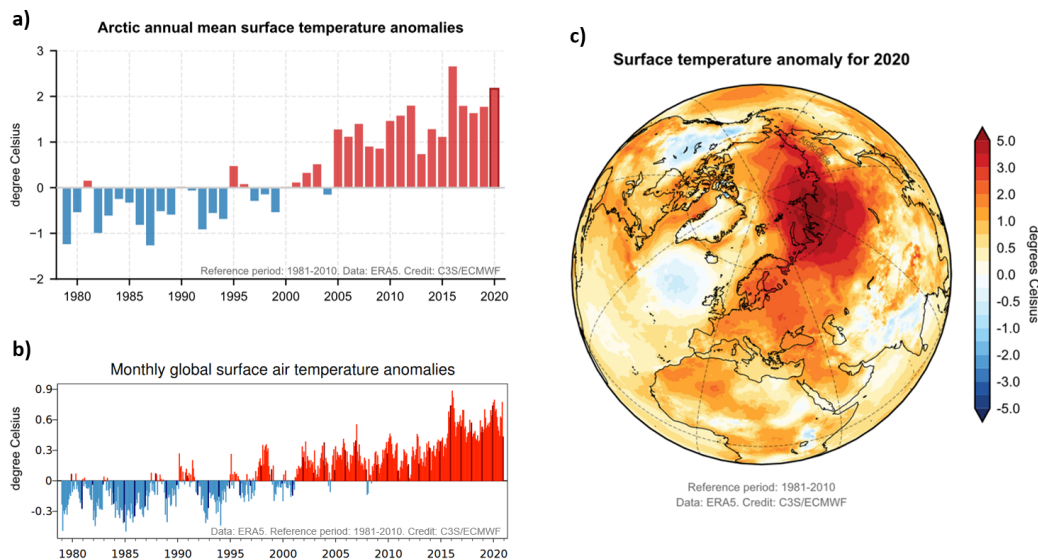 a)
Arctic annual mean surface temperature anomalies
degree Celsius
3
2
1
0
−1
−2
Reference period: 1981-2010. Data: ERA5. Credit: C3S/ECMWF
1980 1985 1990 1995 2000 2005 2010 2015 2020
b)
Monthly global surface air temperature anomalies
degree Celsius
0.9
0.6
0.3
0
-0.3
Data: ERA5. Reference period: 1981-2010. Credit: C3S/ECMWF
1980 1985 1990 1995 2000 2005 2010 2015 2020
c)
Surface temperature anomaly for 2020
5.0
3.0
2.0
1.0
0.5
0.0
-0.5
-1.0
-2.0
-3.0
-5.0
degrees Celsius
Reference period: 1981-2010
Data: ERA5. Credit: C3S/ECMWF